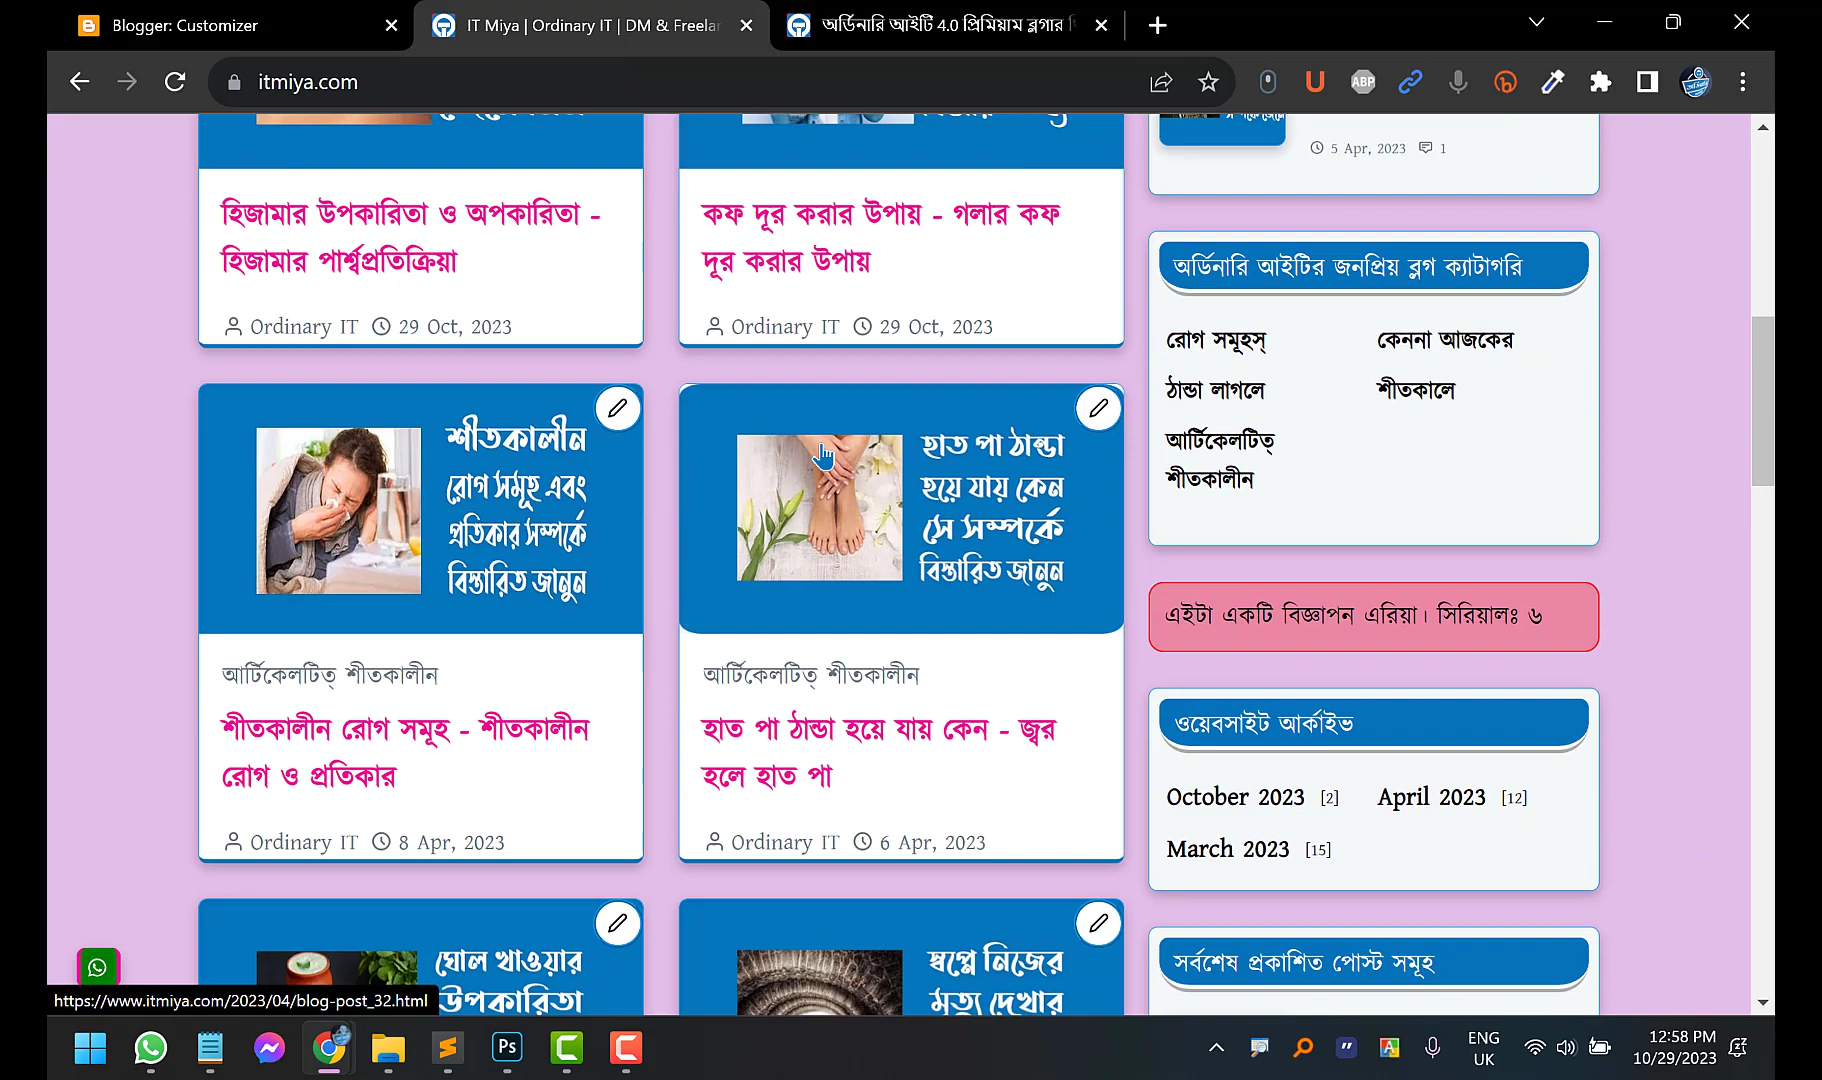 Blogger: Customizer
IT Miya | Ordinary IT | DM & Freelan
অর্ডিনারি আইটি 4.0 প্রিমিয়াম ব্লগার
itmiya.com
ABP
হিজামার উপকারিতা ও অপকারিতা -
হিজামার পার্শ্বপ্রতিক্রিয়া
Ordinary IT 29 Oct, 2023
কফ দূর করার উপায় - গলার কফ
দূর করার উপায়
Ordinary IT 29 Oct, 2023
শীতকালীন
রোগ সমূহ এবং
প্রতিকার সম্পর্কে
বিস্তারিত জানুন
আর্টিকেলটিত্ শীতকালীন
শীতকালীন রোগ সমূহ - শীতকালীন
রোগ ও প্রতিকার
Ordinary IT 8 Apr, 2023
হাত পা ঠান্ডা
হয়ে যায় কেন
সে সম্পর্কে
বিস্তারিত জানুন
আর্টিকেলটিত্ শীতকালীন
হাত পা ঠান্ডা হয়ে যায় কেন - জ্বর
হলে হাত পা
Ordinary IT 6 Apr, 2023
ঘোল খাওয়ার
উপকারিতা
স্বপ্নে নিজের
মৃত্যু দেখার
5 Apr, 2023 1
অর্ডিনারি আইটির জনপ্রিয় ব্লগ ক্যাটাগরি
রোগ সমূহস্ কেননা আজকের
ঠান্ডা লাগলে শীতকালে
আর্টিকেলটিত্
শীতকালীন
এইটা একটি বিজ্ঞাপন এরিয়া। সিরিয়ালঃ ৬
ওয়েবসাইট আর্কাইভ
October 2023 [2] April 2023 [12]
March 2023 [15]
সর্বশেষ প্রকাশিত পোস্ট সমূহ
https://www.itmiya.com/2023/04/blog-post_32.html
Ps
ENG
UK
12:58 PM
10/29/2023